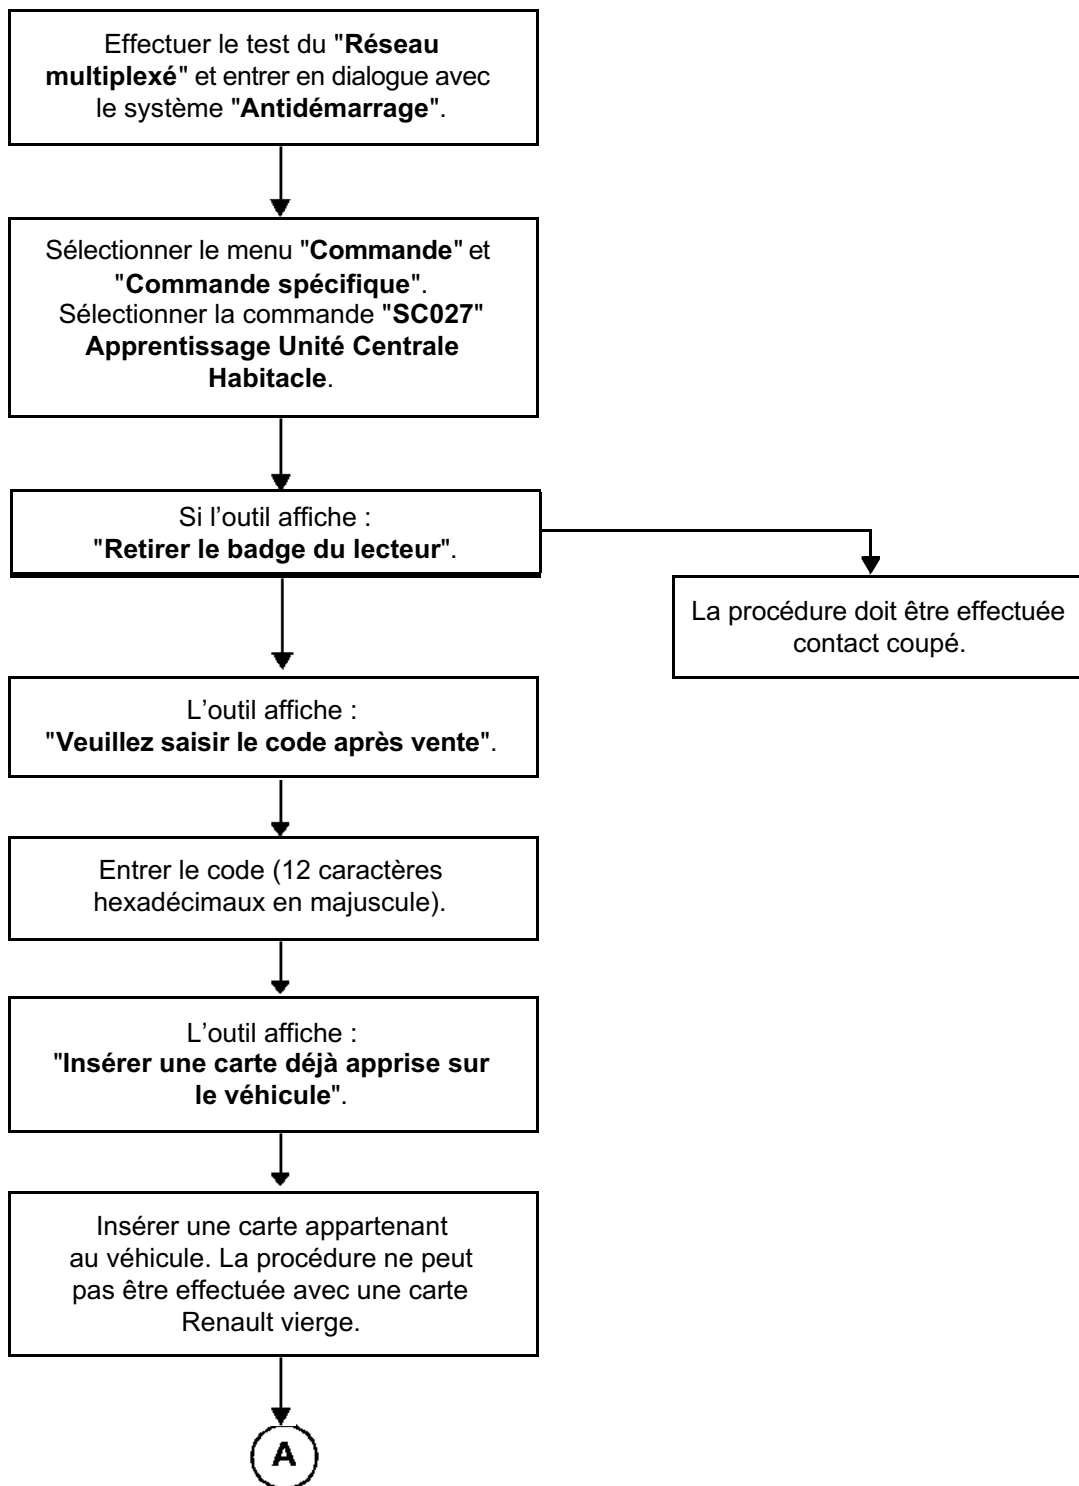 Effectuer le test du "Réseau
multiplexé" et entrer en dialogue avec
le système "Antidémarrage".
Sélectionner le menu "Commande" et
"Commande spécifique".
Sélectionner la commande "SC027"
Apprentissage Unité Centrale
Habitacle.
Si l'outil affiche :
"Retirer le badge du lecteur".
La procédure doit être effectuée
contact coupé.
L'outil affiche :
"Veuillez saisir le code après vente".
Entrer le code (12 caractères
hexadécimaux en majuscule).
L'outil affiche :
"Insérer une carte déjà apprise sur
le véhicule".
Insérer une carte appartenant
au véhicule. La procédure ne peut
pas être effectuée avec une carte
Renault vierge.
A